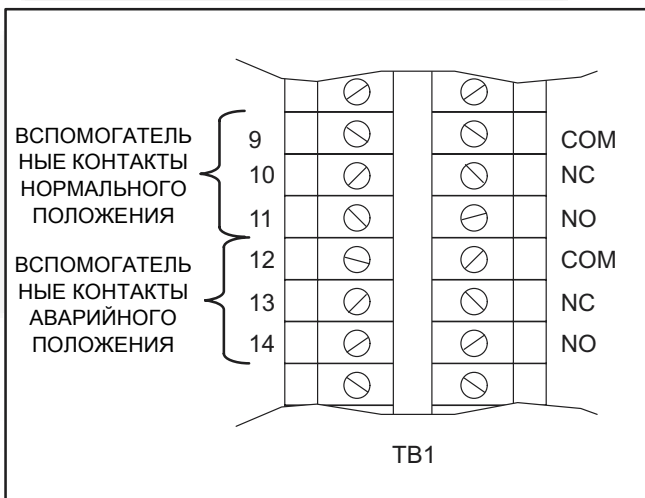 ВСПОМОГАТЕЛЬ
НЫЕ КОНТАКТЫ
НОРМАЛЬНОГО
ПОЛОЖЕНИЯ
9 COM
10 NC
11 NO
ВСПОМОГАТЕЛЬ
НЫЕ КОНТАКТЫ
АВАРИЙНОГО
ПОЛОЖЕНИЯ
12 COM
13 NC
14 NO
TB1